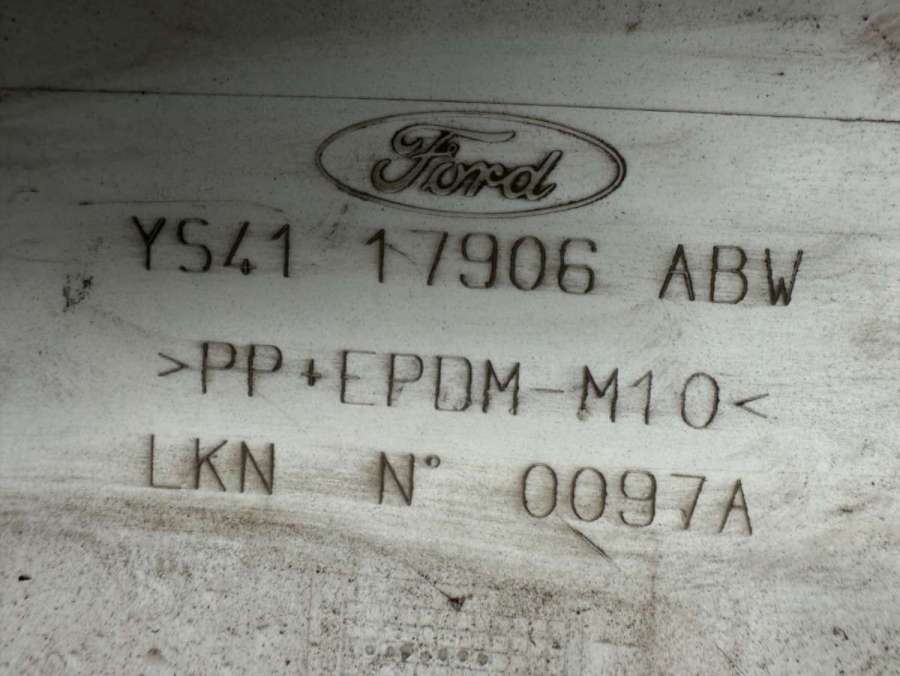 Ford
YS41 17906 ABW
>PP+EPDM-M10<
LKN N° 0097A